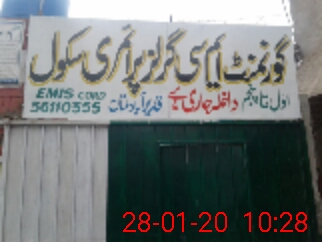 گورنمنٹ ایم سی گرلز پرائمری سکول
EMIS CODD
56110355
اول تا پنجم داخلہ جاری ہے قدیر آباد ملتان
28-01-20 10:28